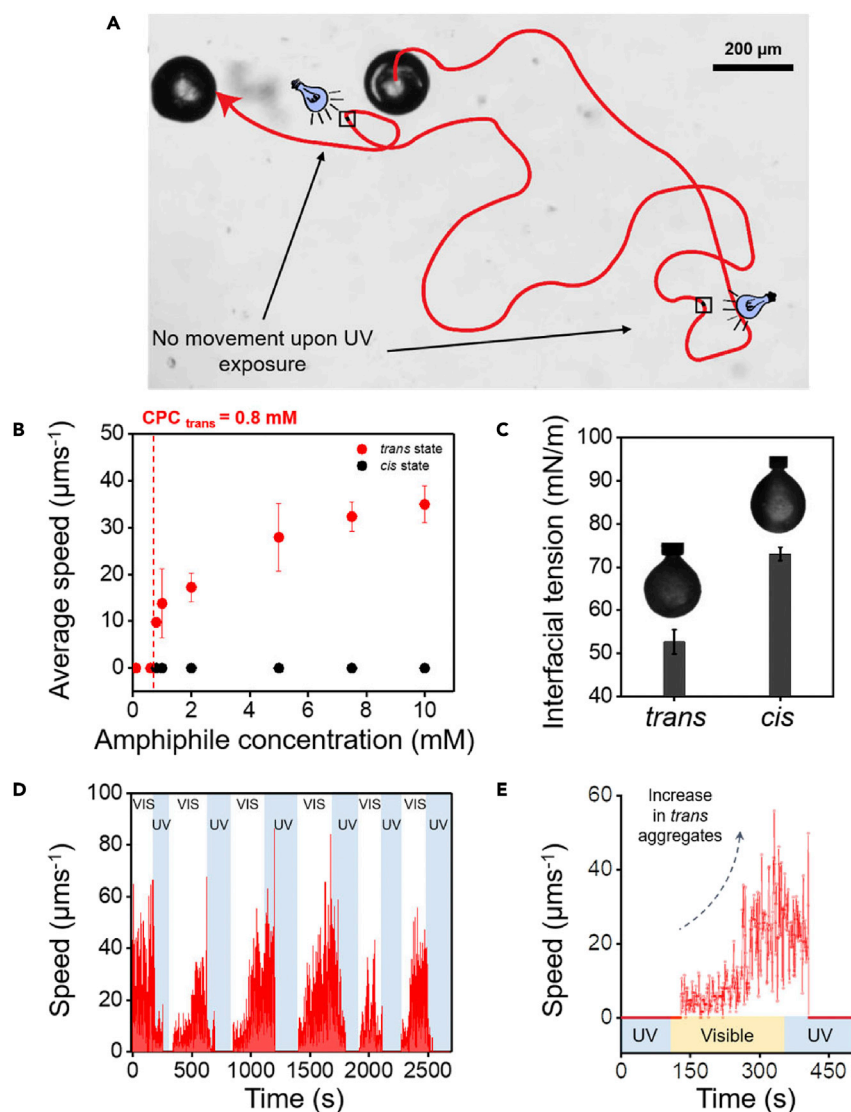 A
200 µm
No movement upon UV
exposure
B
CPC trans = 0.8 mM
Average speed (µms⁻¹)
50
40
30
20
10
0
trans state
cis state
0 2 4 6 8 10
Amphiphile concentration (mM)
C
Interfacial tension (mN/m)
100
90
80
70
60
50
40
trans cis
D
Speed (µms⁻¹)
100
80
60
40
20
0
VIS VIS VIS VIS VIS VIS
UV UV UV UV UV UV
0 500 1000 1500 2000 2500
Time (s)
E
Speed (µms⁻¹)
60
40
20
0
Increase
in trans
aggregates
UV Visible UV
0 150 300 450
Time (s)